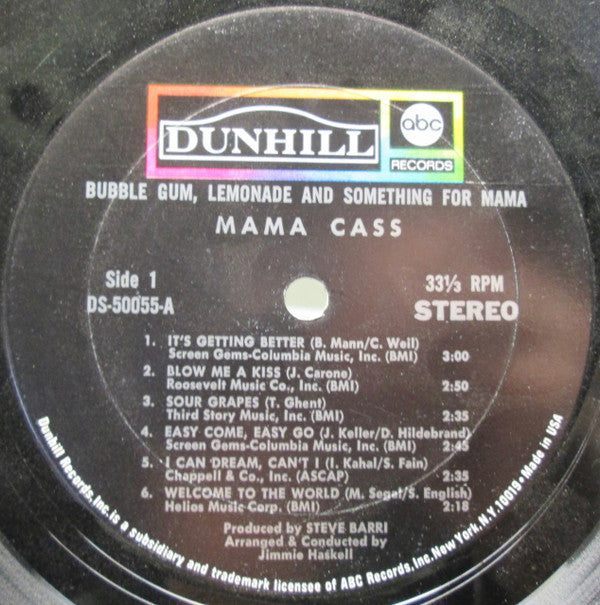 DUNHILL
abc
RECORDS
BUBBLE GUM, LEMONADE AND SOMETHING FOR MAMA
MAMA CASS
Side 1
DS-50055-A
33⅓ RPM
STEREO
1. IT'S GETTING BETTER (B. Mann/C. Weil)
Screen Gems-Columbia Music, Inc. (BMI) 3:00
2. BLOW ME A KISS (J. Carone)
Roosevelt Music Co., Inc. (BMI) 2:50
3. SOUR GRAPES (T. Ghent)
Third Story Music, Inc. (BMI) 2:35
4. EASY COME, EASY GO (J. Keller/D. Hildebrand)
Screen Gems-Columbia Music, Inc. (BMI) 2:45
5. I CAN DREAM, CAN'T I (I. Kahal/S. Fain)
Chappell & Co., Inc. (ASCAP) 2:35
6. WELCOME TO THE WORLD (M. Segal/S. English)
Helios Music Corp. (BMI) 2:18
Produced by STEVE BARRI
Arranged & Conducted by
Jimmie Haskell
Dunhill Records, Inc. is a subsidiary and trademark licensee of ABC Records, Inc., New York, N.Y. 10019 • Made in USA